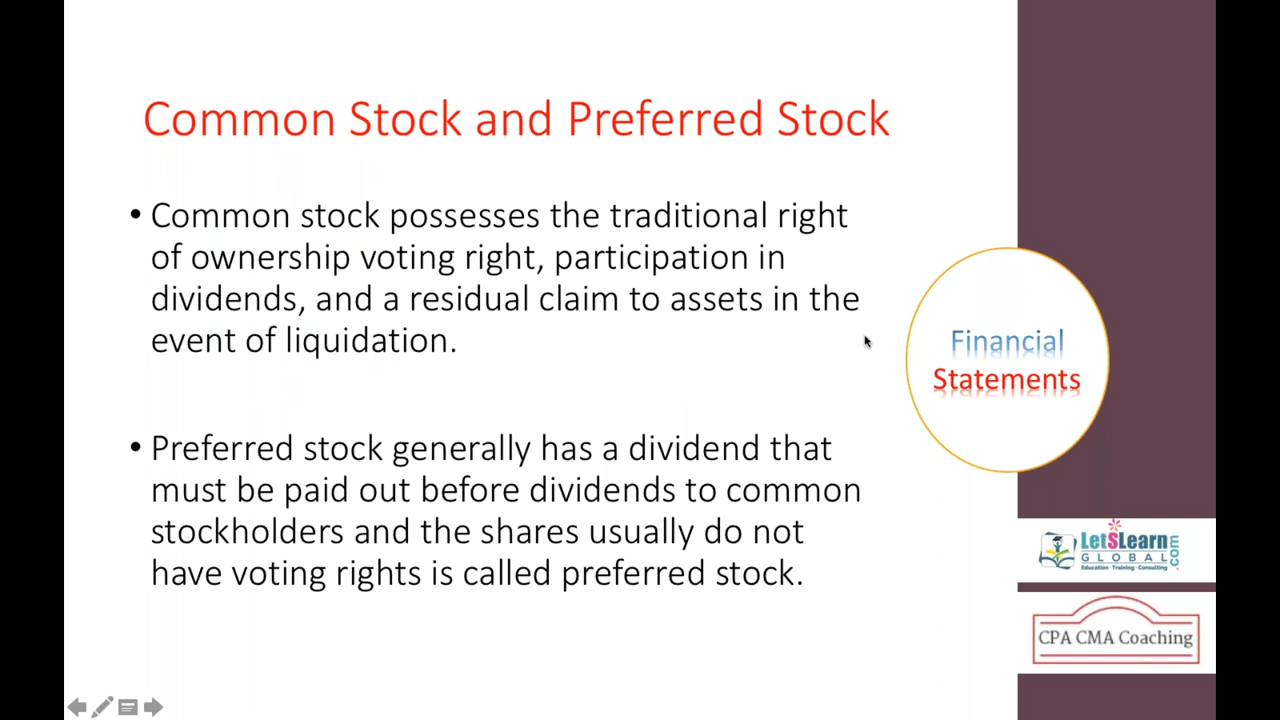 Common Stock and Preferred Stock
• Common stock possesses the traditional right
of ownership voting right, participation in
dividends, and a residual claim to assets in the
event of liquidation.
• Preferred stock generally has a dividend that
must be paid out before dividends to common
stockholders and the shares usually do not
have voting rights is called preferred stock.
Financial
Statements
LetSLearn
.com
GLOBAL
Education · Training · Consulting
CPA CMA Coaching